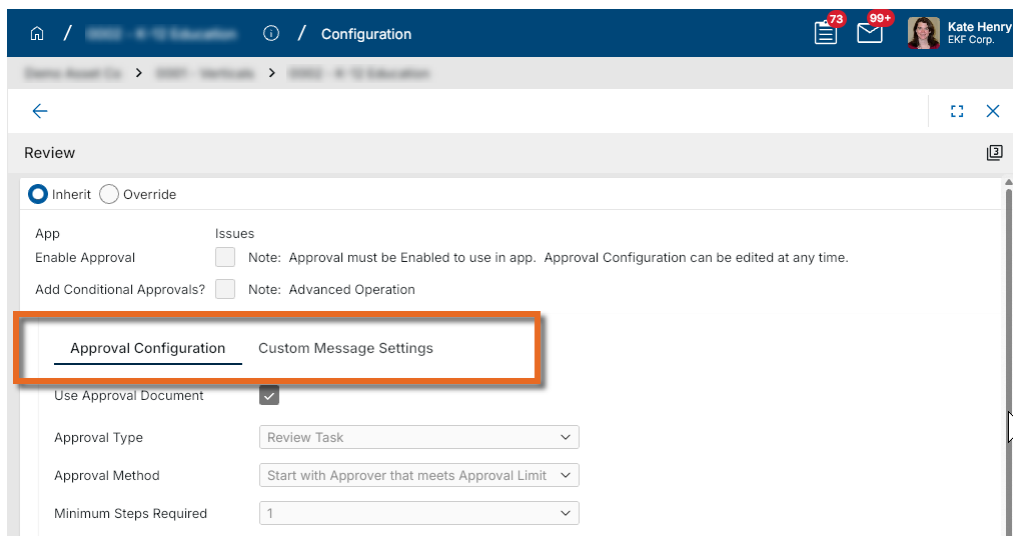 / / Configuration 73 99+ Kate Henry
EKF Corp.
> >
Review 3
Inherit Override
App Issues
Enable Approval Note: Approval must be Enabled to use in app. Approval Configuration can be edited at any time.
Add Conditional Approvals? Note: Advanced Operation
Approval Configuration Custom Message Settings
Use Approval Document
Approval Type Review Task
Approval Method Start with Approver that meets Approval Limit
Minimum Steps Required 1